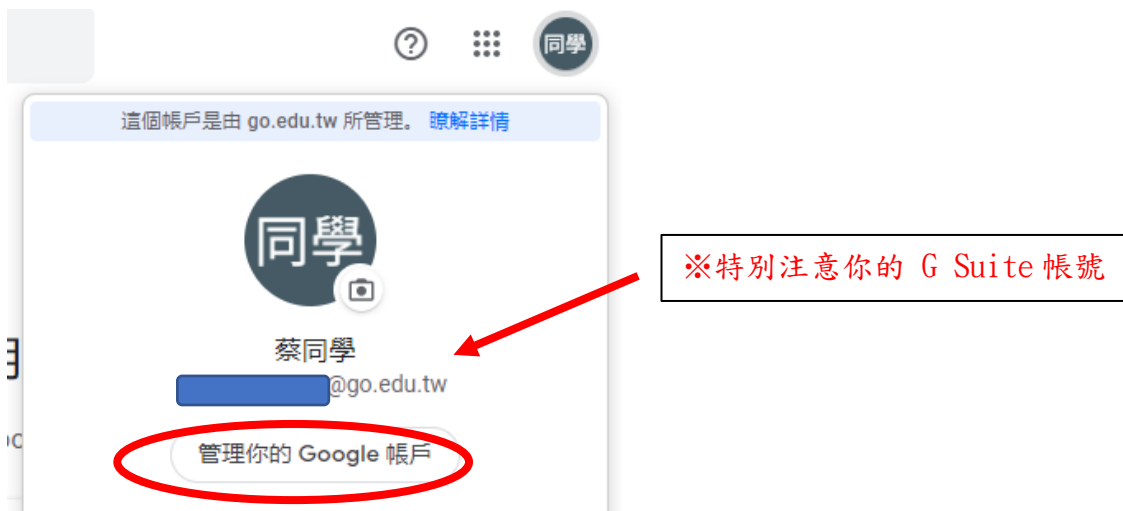 同學
這個帳戶是由 go.edu.tw 所管理。 瞭解詳情
同學
※特別注意你的 G Suite 帳號
蔡同學
@go.edu.tw
管理你的 Google 帳戶